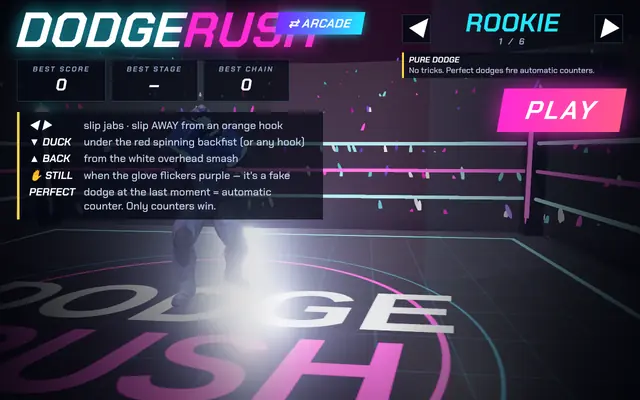 DODGERUSH
⇄ ARCADE
◀ ROOKIE ▶
1 / 6
BEST SCORE
0
BEST STAGE
–
BEST CHAIN
0
PURE DODGE
No tricks. Perfect dodges fire automatic counters.
PLAY
◀ ▶ slip jabs · slip AWAY from an orange hook
▼ DUCK under the red spinning backfist (or any hook)
▲ BACK from the white overhead smash
✋ STILL when the glove flickers purple — it's a fake
PERFECT dodge at the last moment = automatic
counter. Only counters win.
DODGE
RUSH